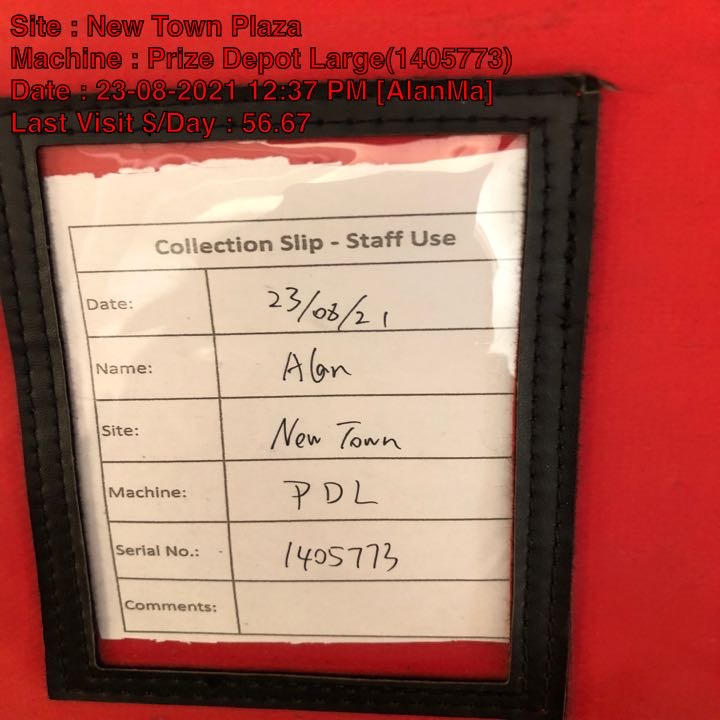 Site : New Town Plaza
Machine : Prize Depot Large(1405773)
Date : 23-08-2021 12:37 PM [AlanMa]
Last Visit $/Day : 56.67
Collection Slip - Staff Use
Date: 23/08/21
Name: Alan
Site: New Town
Machine: PDL
Serial No.: 1405773
Comments: